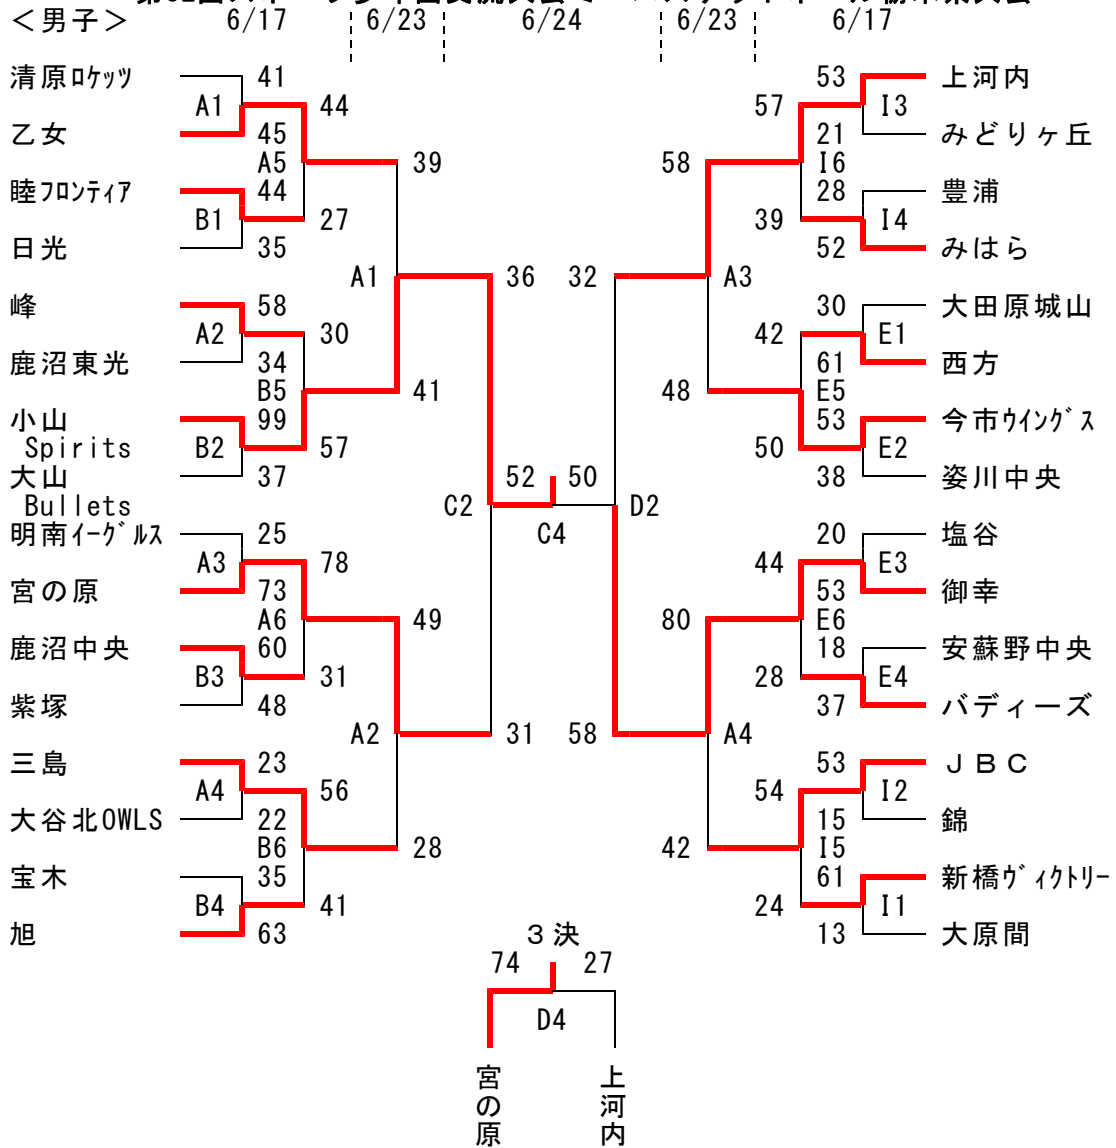 <男子>
6/17 6/23 6/24 6/23 6/17
清原ロケッツ 41 53 上河内
A1 44 57 I3
乙女 45 21 みどりヶ丘
A5 39 58 I6
睦フロンティア 44 28 豊浦
B1 27 39 I4
日光 35 52 みはら
A1 36 32 A3
峰 58 30 大田原城山
A2 30 42 E1
鹿沼東光 34 61 西方
B5 41 48 E5
小山 99 53 今市ウイングス
Spirits B2 57 50 E2
大山 37 52 50 38 姿川中央
Bullets C2 D2
明南イーグルス 25 C4 20 塩谷
A3 78 44 E3
宮の原 73 53 御幸
A6 49 80 E6
鹿沼中央 60 18 安蘇野中央
B3 31 28 E4
紫塚 48 37 バディーズ
A2 31 58 A4
三島 23 53 JBC
A4 56 54 I2
大谷北OWLS 22 15 錦
B6 28 42 I5
宝木 35 61 新橋ヴィクトリー
B4 41 24 I1
旭 63 13 大原間
3決
74 27
D4
宮の原 上河内